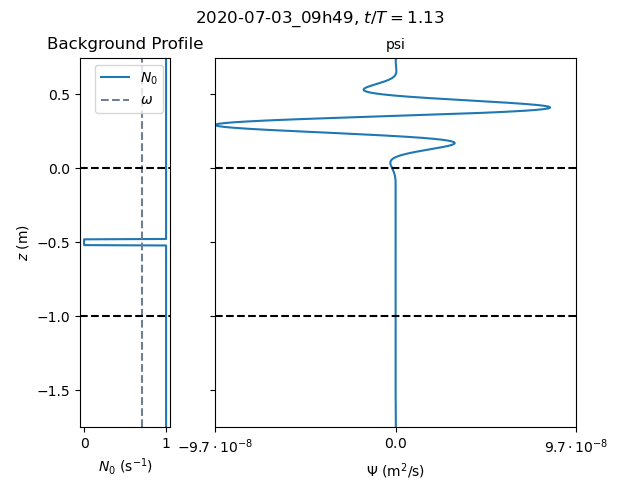 2020-07-03_09h49, t/T = 1.13
Background Profile
psi
N₀
ω
0.5
0.0
−0.5
−1.0
−1.5
z (m)
0 1
−9.7 · 10⁻⁸ 0.0 9.7 · 10⁻⁸
N₀ (s⁻¹)
Ψ (m²/s)